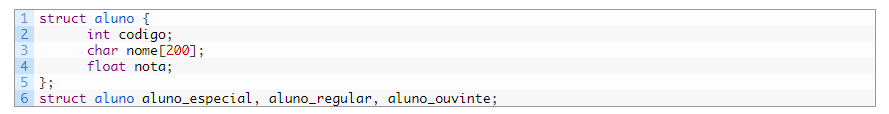 1 struct aluno {
2 int codigo;
3 char nome[200];
4 float nota;
5 };
6 struct aluno aluno_especial, aluno_regular, aluno_ouvinte;